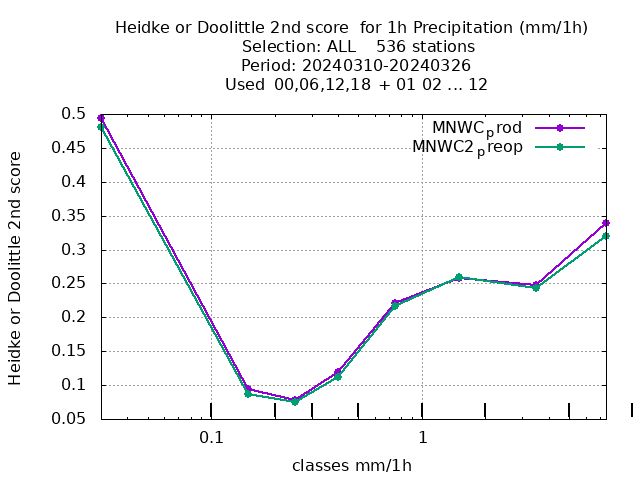 Heidke or Doolittle 2nd score for 1h Precipitation (mm/1h)
Selection: ALL 536 stations
Period: 20240310-20240326
Used 00,06,12,18 + 01 02 ... 12
Heidke or Doolittle 2nd score
0.5
0.45
0.4
0.35
0.3
0.25
0.2
0.15
0.1
0.05
MNWCprod
MNWC2preop
0.1 1
classes mm/1h